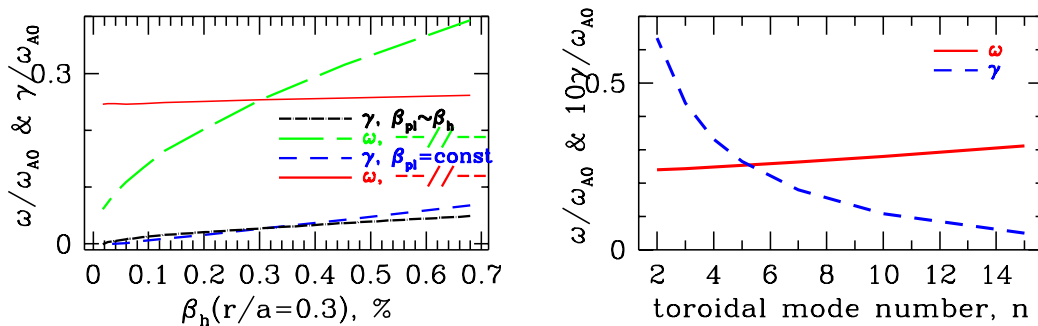 ω/ω_A0 & γ/ω_A0
0.3
0
γ, β_pl~β_h
ω, --//--
γ, β_pl=const
ω, --//--
0 0.1 0.2 0.3 0.4 0.5 0.6 0.7
β_h(r/a=0.3), %
ω/ω_A0 & 10γ/ω_A0
0.5
0
ω
γ
2 4 6 8 10 12 14
toroidal mode number, n